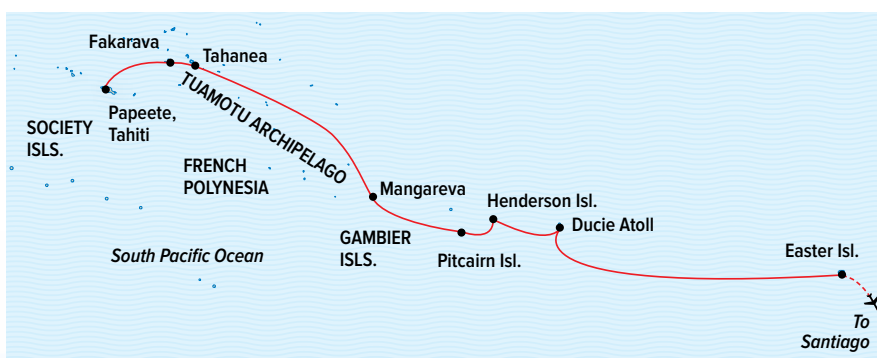 Fakarava
Tahanea
Papeete,
Tahiti
SOCIETY
ISLS.
TUAMOTU ARCHIPELAGO
FRENCH
POLYNESIA
Mangareva
Henderson Isl.
Ducie Atoll
GAMBIER
ISLS.
Pitcairn Isl.
South Pacific Ocean
Easter Isl.
To
Santiago